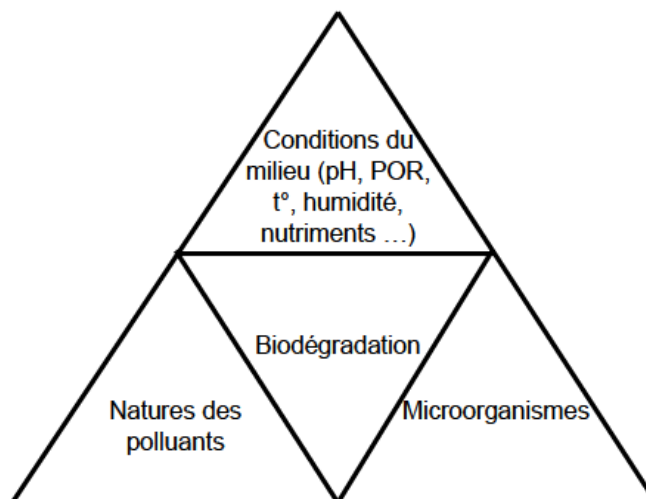 Conditions du
milieu (pH, POR,
t°, humidité,
nutriments ...)
Biodégradation
Natures des
polluants
Microorganismes